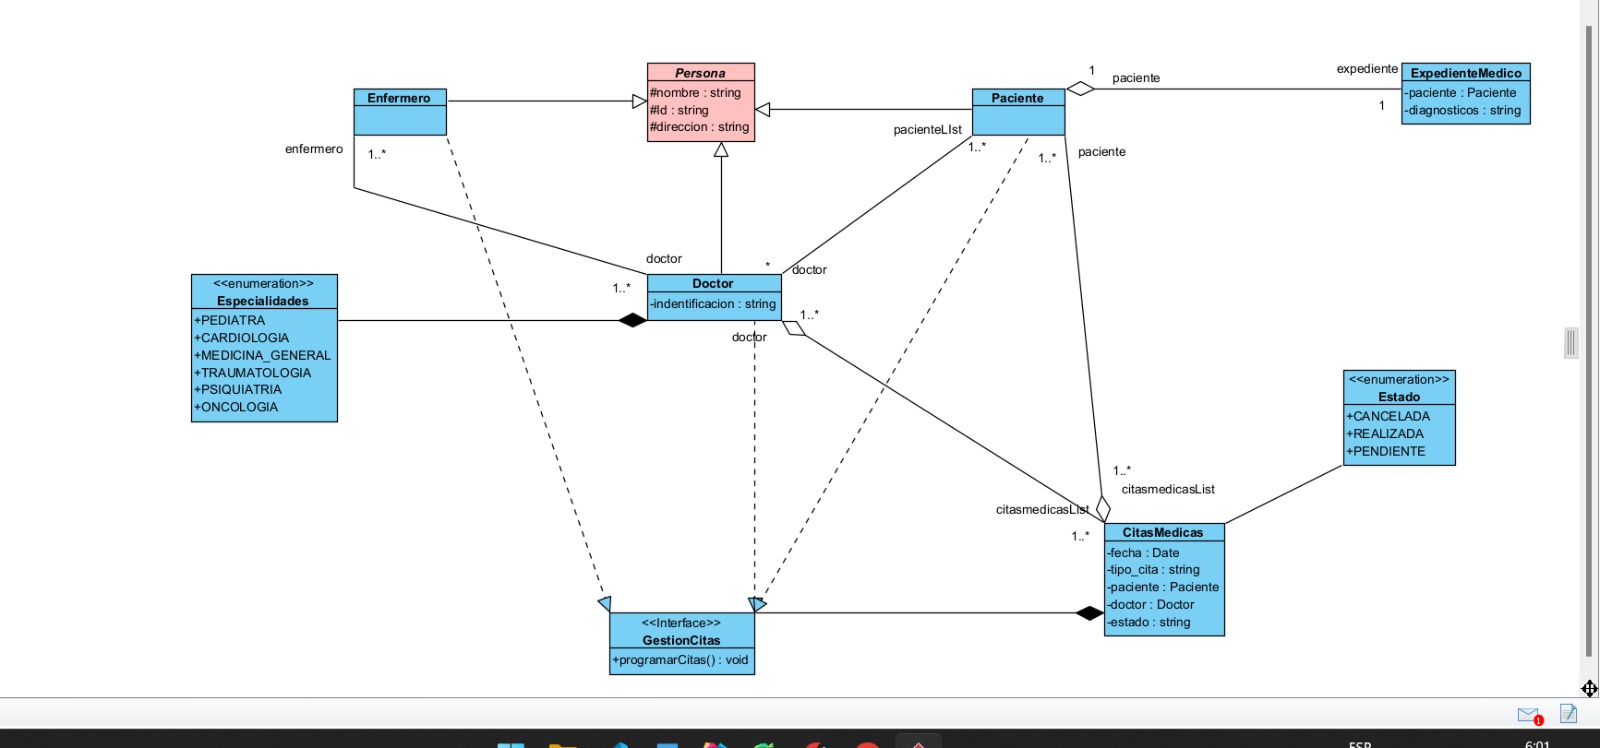 Persona
#nombre : string
#Id : string
#direccion : string
Enfermero
enfermero
1..*
Paciente
pacienteLIst
1..*
1..*
paciente
1
paciente
expediente
1
ExpedienteMedico
-paciente : Paciente
-diagnosticos : string
doctor
1..*
*
doctor
Doctor
-indentificacion : string
doctor
1..*
<<enumeration>>
Especialidades
+PEDIATRA
+CARDIOLOGIA
+MEDICINA_GENERAL
+TRAUMATOLOGIA
+PSIQUIATRIA
+ONCOLOGIA
<<enumeration>>
Estado
+CANCELADA
+REALIZADA
+PENDIENTE
1..*
citasmedicasList
citasmedicasList
1..*
CitasMedicas
-fecha : Date
-tipo_cita : string
-paciente : Paciente
-doctor : Doctor
-estado : string
<<Interface>>
GestionCitas
+programarCitas() : void
1
ESP
6:01